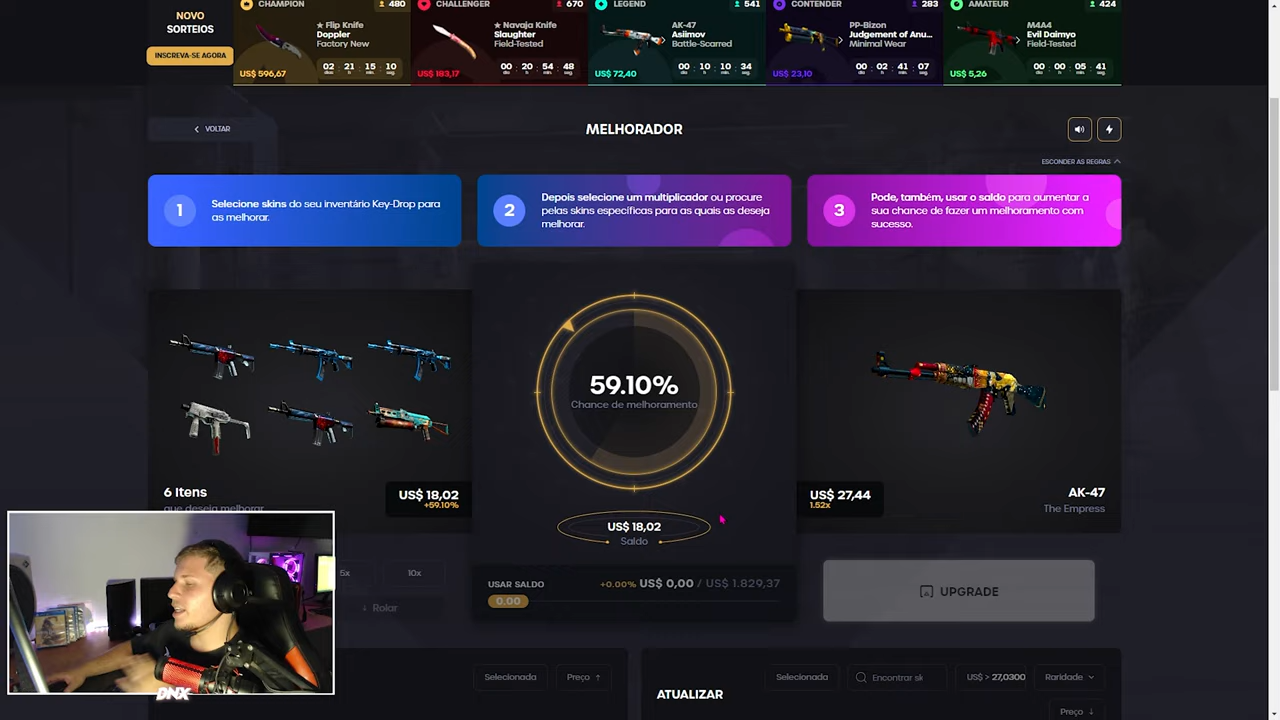 NOVO
SORTEIOS
INSCREVA-SE AGORA
CHAMPION
480
★ Flip Knife
Doppler
Factory New
US$ 596,67
02 21 15 10
CHALLENGER
670
★ Navaja Knife
Slaughter
Field-Tested
US$ 183,17
00 20 54 48
LEGEND
541
AK-47
Asiimov
Battle-Scarred
US$ 72,40
00 10 10 34
CONTENDER
283
PP-Bizon
Judgement of Anu...
Minimal Wear
US$ 23,10
00 02 41 07
AMATEUR
424
M4A4
Evil Daimyo
Field-Tested
US$ 5,26
00 00 05 41
VOLTAR
MELHORADOR
ESCONDER AS REGRAS
1
Selecione skins do seu inventário Key-Drop para
as melhorar.
2
Depois selecione um multiplicador ou procure
pelas skins específicas para as quais as deseja
melhorar.
3
Pode, também, usar o saldo para aumentar a
sua chance de fazer um melhoramento com
sucesso.
59.10%
Chance de melhoramento
6 Itens
que deseja melhorar
US$ 18,02
+59.10%
US$ 18,02
Saldo
US$ 27,44
1.52x
AK-47
The Empress
5x
10x
Rolar
USAR SALDO
+0.00% US$ 0,00 / US$ 1.829,37
0.00
UPGRADE
Selecionada
Preço ↑
ATUALIZAR
Selecionada
Encontrar sk
US$ > 27,0300
Raridade
Preço ↓
DNX